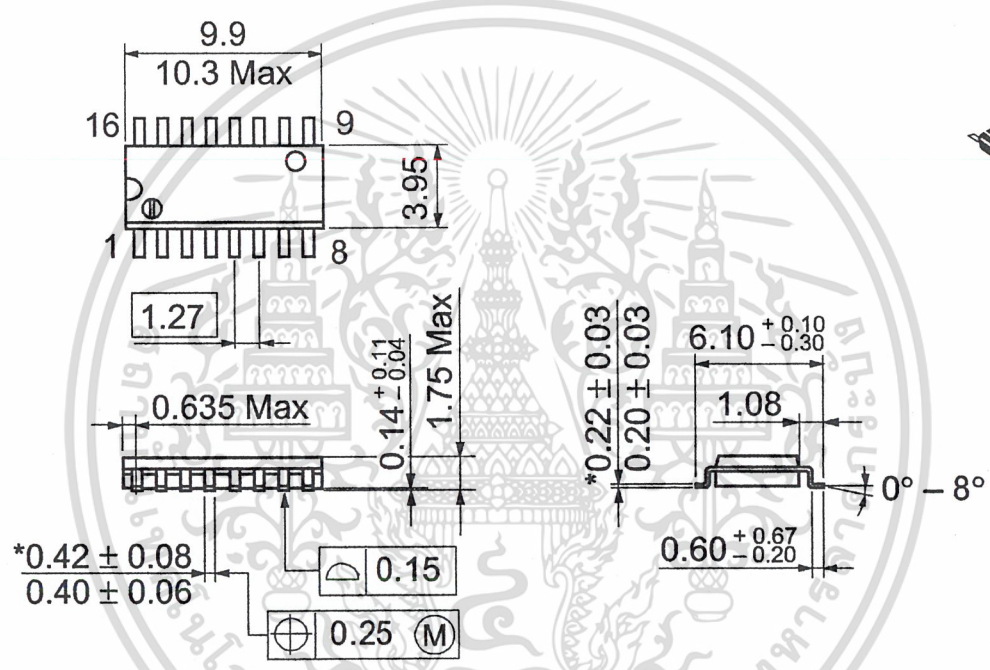 9.9
10.3 Max
16
9
3.95
1
8
1.27
0.635 Max
0.14 + 0.11 − 0.04
1.75 Max
*0.42 ± 0.08
0.40 ± 0.06
⌓ 0.15
⌖ 0.25 Ⓜ
*0.22 ± 0.03
0.20 ± 0.03
6.10 + 0.10 − 0.30
1.08
0° – 8°
0.60 + 0.67 − 0.20